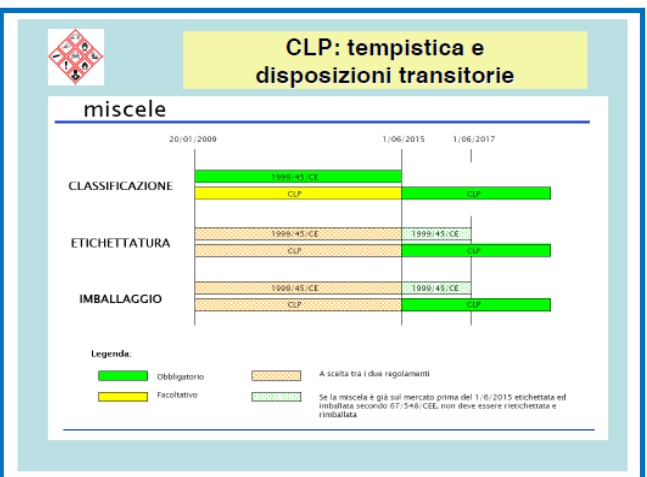 CLP: tempistica e
disposizioni transitorie
miscele
20/01/2009
1/06/2015
1/06/2017
CLASSIFICAZIONE
1999/45/CE
CLP
CLP
ETICHETTATURA
1999/45/CE
1999/45/CE
CLP
CLP
IMBALLAGGIO
1999/45/CE
1999/45/CE
CLP
CLP
Legenda:
Obbligatorio
A scelta tra i due regolamenti
Facoltativo
Se la miscela è già sul mercato prima del 1/6/2015 etichettata ed
imballata secondo 67/548/CEE, non deve essere rietichettata e
rimballata